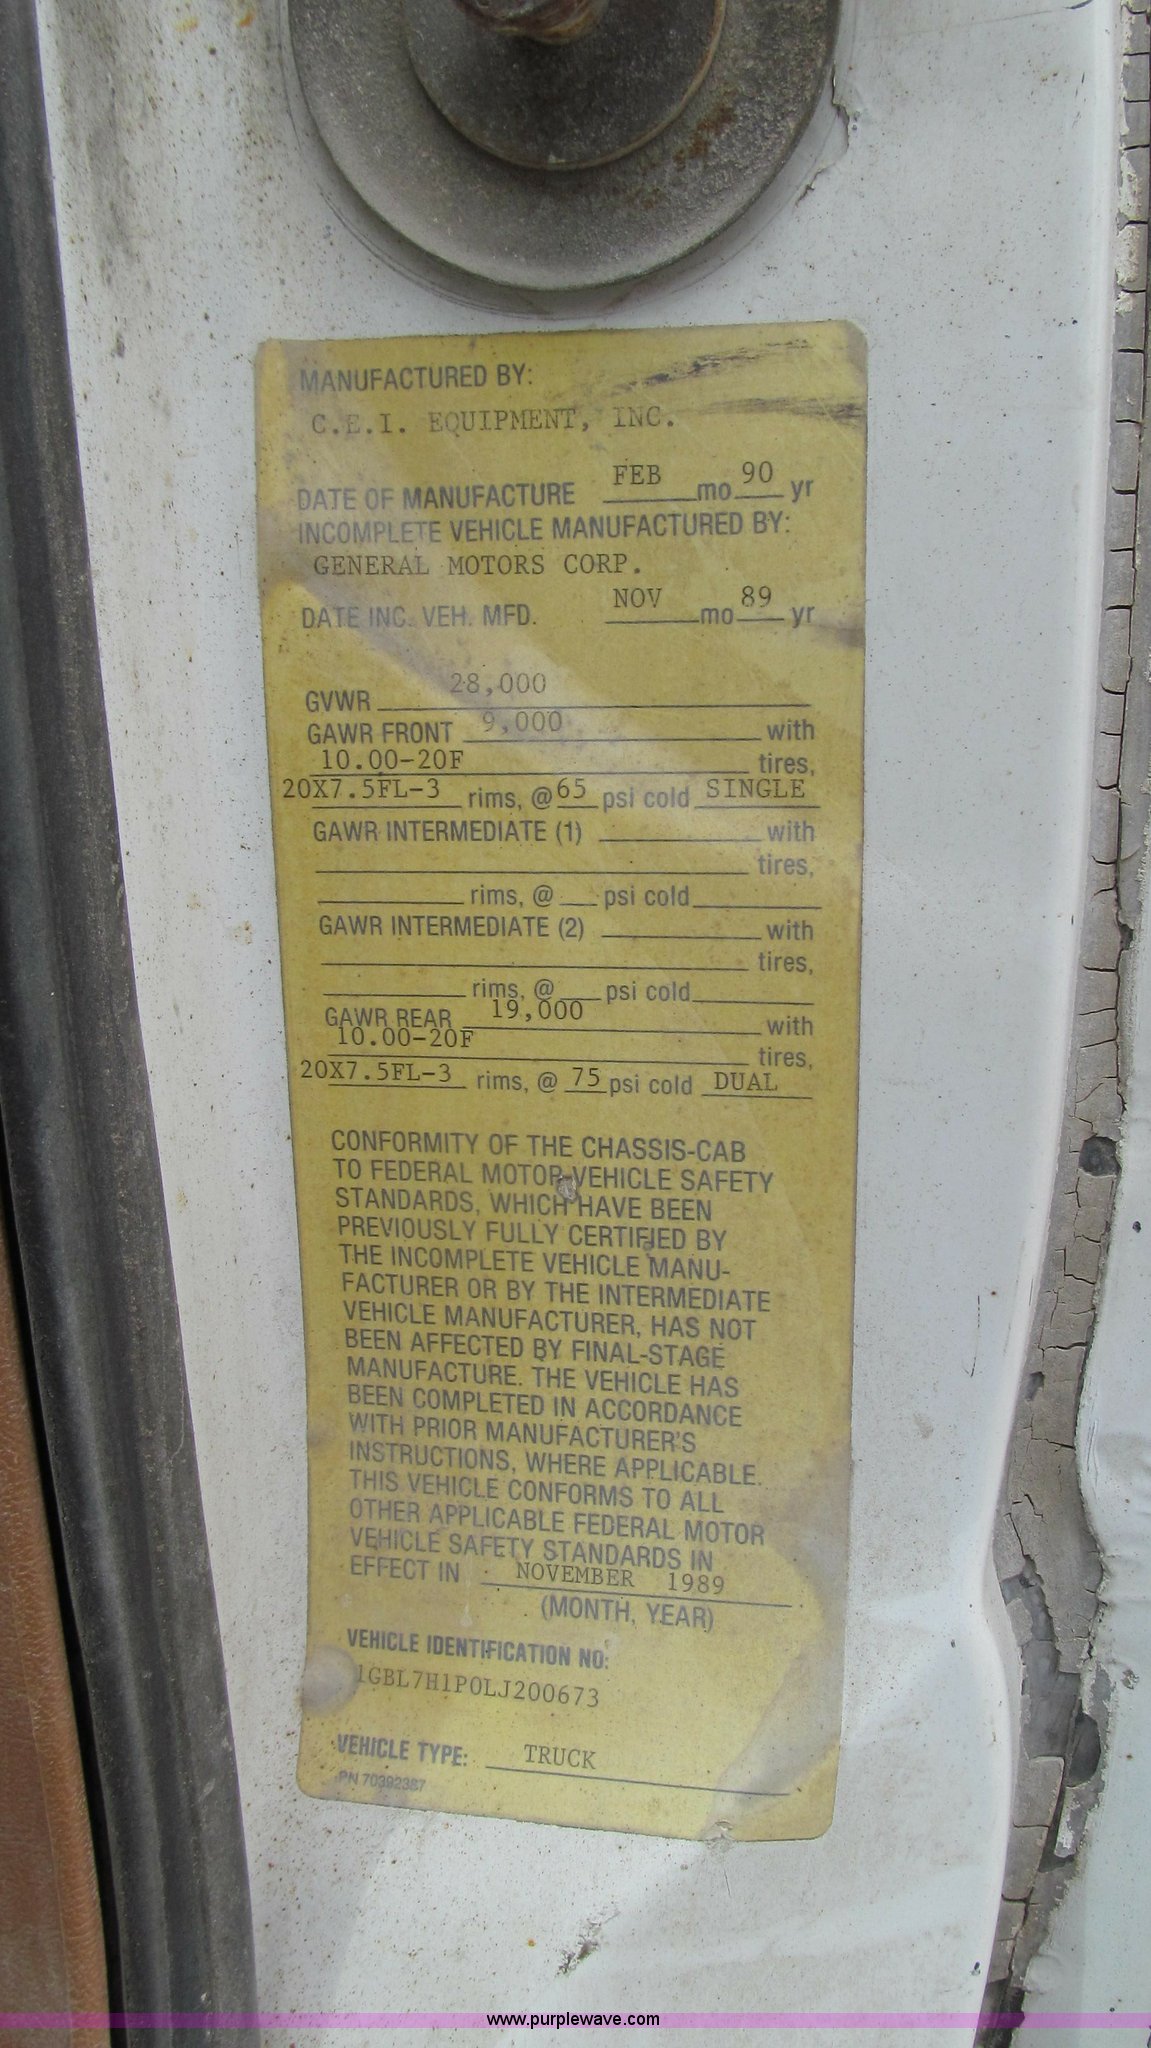 MANUFACTURED BY:
C.E.I. EQUIPMENT, INC.
DATE OF MANUFACTURE FEB mo 90 yr
INCOMPLETE VEHICLE MANUFACTURED BY:
GENERAL MOTORS CORP.
DATE INC. VEH. MFD. NOV mo 89 yr
GVWR 28,000
GAWR FRONT 9,000 with
10.00-20F tires,
20X7.5FL-3 rims, @ 65 psi cold SINGLE
GAWR INTERMEDIATE (1) with
tires,
rims, @ psi cold
GAWR INTERMEDIATE (2) with
tires,
rims, @ psi cold
GAWR REAR 19,000 with
10.00-20F tires,
20X7.5FL-3 rims, @ 75 psi cold DUAL
CONFORMITY OF THE CHASSIS-CAB
TO FEDERAL MOTOR VEHICLE SAFETY
STANDARDS, WHICH HAVE BEEN
PREVIOUSLY FULLY CERTIFIED BY
THE INCOMPLETE VEHICLE MANU-
FACTURER OR BY THE INTERMEDIATE
VEHICLE MANUFACTURER, HAS NOT
BEEN AFFECTED BY FINAL-STAGE
MANUFACTURE. THE VEHICLE HAS
BEEN COMPLETED IN ACCORDANCE
WITH PRIOR MANUFACTURER'S
INSTRUCTIONS, WHERE APPLICABLE.
THIS VEHICLE CONFORMS TO ALL
OTHER APPLICABLE FEDERAL MOTOR
VEHICLE SAFETY STANDARDS IN
EFFECT IN NOVEMBER 1989
(MONTH, YEAR)
VEHICLE IDENTIFICATION NO:
1GBL7H1P0LJ200673
VEHICLE TYPE: TRUCK
PN 70392387
www.purplewave.com